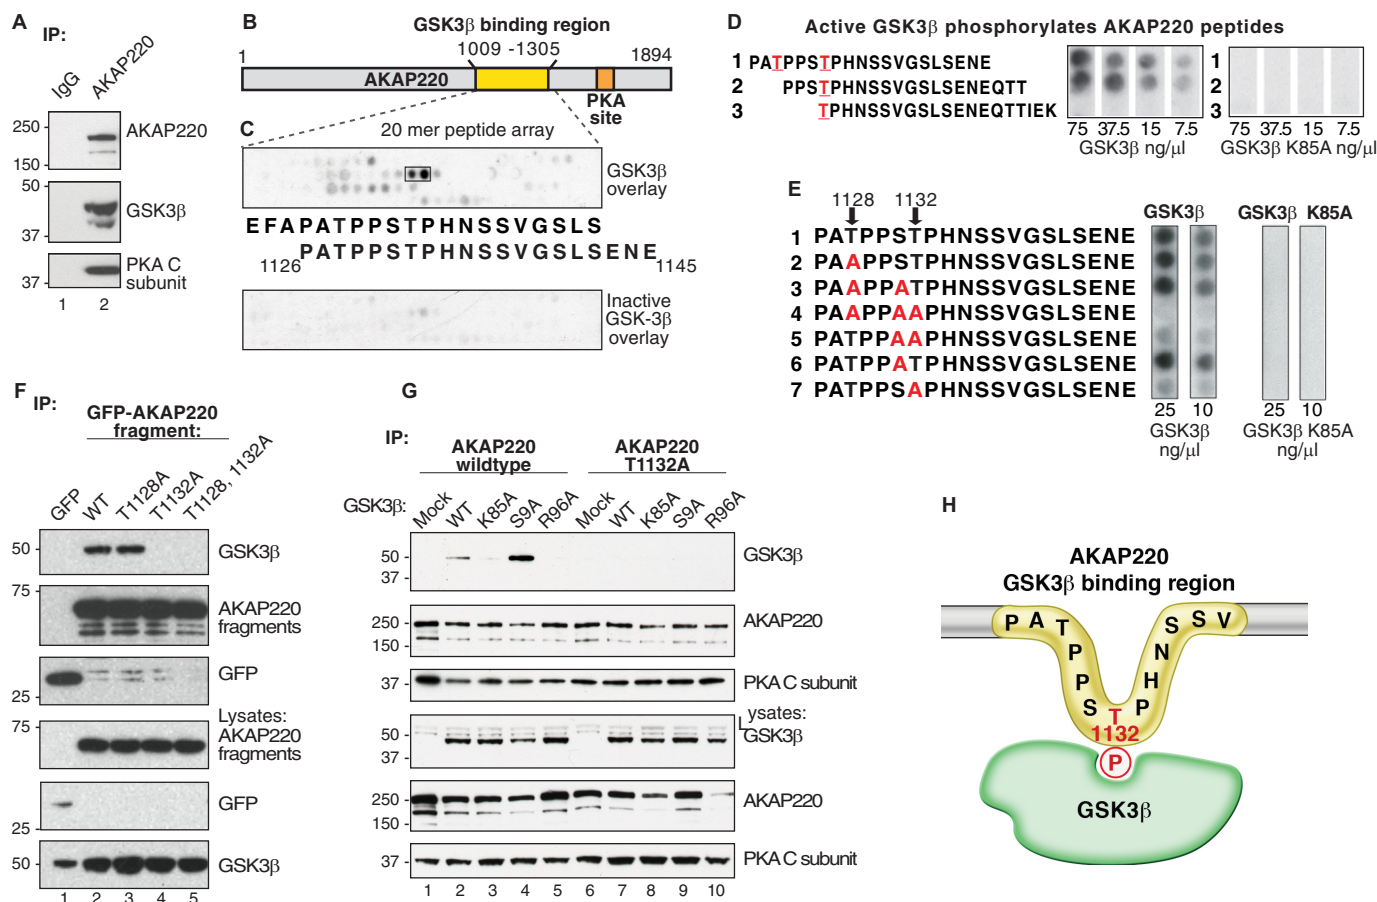 A
IP:
IgG
AKAP220
250
150
AKAP220
50
37
GSK3β
37
PKA C
subunit
1 2
B
GSK3β binding region
1 1009 -1305 1894
AKAP220
PKA
site
C
20 mer peptide array
GSK3β
overlay
EFAPATPPSTPHNSSVGSLS
PATPPSTPHNSSVGSLSENE
1126 1145
Inactive
GSK-3β
overlay
D
Active GSK3β phosphorylates AKAP220 peptides
1 PATPPSTPHNSSVGSLSENE
2 PPSTPHNSSVGSLSENEQTT
3 TPHNSSVGSLSENEQTTIEK
75 37.5 15 7.5
GSK3β ng/μl
1
2
3
75 37.5 15 7.5
GSK3β K85A ng/μl
E
1128 1132
GSK3β GSK3β K85A
1 PATPPSTPHNSSVGSLSENE
2 PAAPPSTPHNSSVGSLSENE
3 PAAPPATPHNSSVGSLSENE
4 PAAPPAAPHNSSVGSLSENE
5 PATPPAAPHNSSVGSLSENE
6 PATPPATPHNSSVGSLSENE
7 PATPPSAPHNSSVGSLSENE
25 10
GSK3β
ng/μl
25 10
GSK3β K85A
ng/μl
F
IP:
GFP-AKAP220
fragment:
GFP
WT
T1128A
T1132A
T1128, 1132A
50
GSK3β
75
AKAP220
fragments
25
GFP
Lysates:
75
AKAP220
fragments
25
GFP
50
GSK3β
1 2 3 4 5
G
IP:
AKAP220
wildtype
AKAP220
T1132A
GSK3β:
Mock WT K85A S9A R96A Mock WT K85A S9A R96A
50
37
GSK3β
250
150
AKAP220
37
PKA C subunit
Lysates:
50
37
GSK3β
250
150
AKAP220
37
PKA C subunit
1 2 3 4 5 6 7 8 9 10
H
AKAP220
GSK3β binding region
P A T P P S T P H N S S V
1132
P
GSK3β